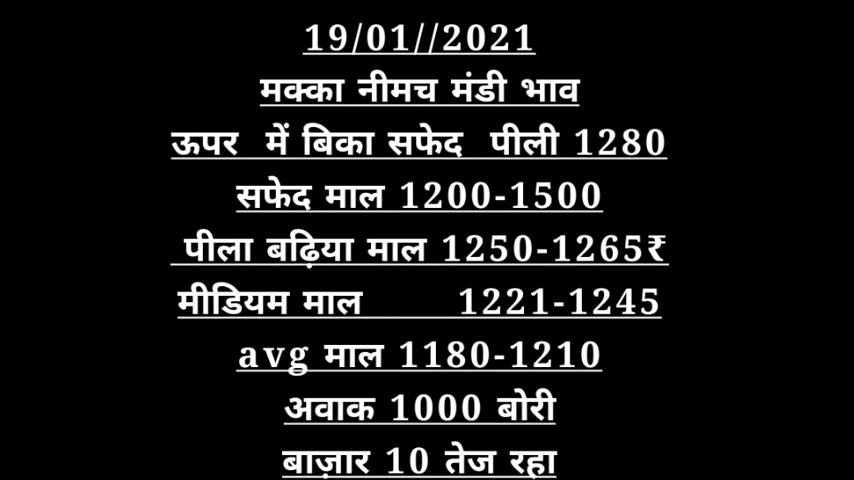 19/01//2021
मक्का नीमच मंडी भाव
ऊपर में बिका सफेद पीली 1280
सफेद माल 1200-1500
पीला बढ़िया माल 1250-1265₹
मीडियम माल 1221-1245
avg माल 1180-1210
अवाक 1000 बोरी
बाज़ार 10 तेज रहा